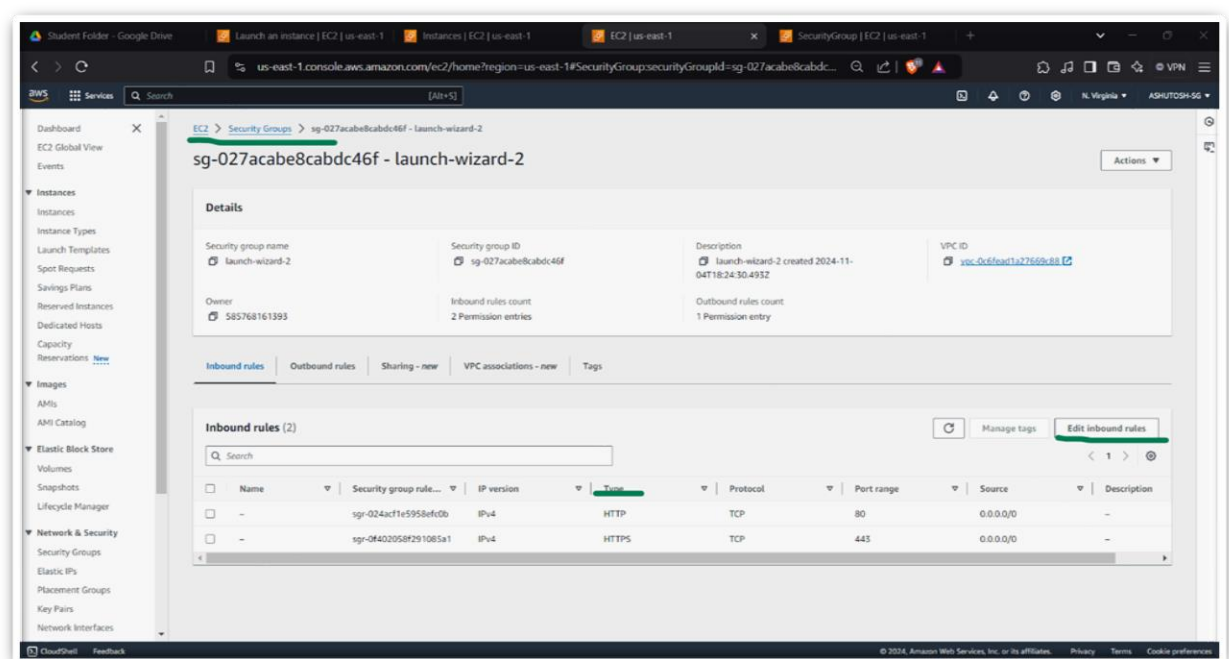 Student Folder - Google Drive
Launch an instance | EC2 | us-east-1
Instances | EC2 | us-east-1
EC2 | us-east-1
SecurityGroup | EC2 | us-east-1
us-east-1.console.aws.amazon.com/ec2/home?region=us-east-1#SecurityGroup:securityGroupId=sg-027acabe8cabdc...
VPN
aws Services Search [Alt+S] N. Virginia ASHUTOSH-SG
Dashboard
EC2 Global View
Events
Instances
Instances
Instance Types
Launch Templates
Spot Requests
Savings Plans
Reserved Instances
Dedicated Hosts
Capacity
Reservations New
Images
AMIs
AMI Catalog
Elastic Block Store
Volumes
Snapshots
Lifecycle Manager
Network & Security
Security Groups
Elastic IPs
Placement Groups
Key Pairs
Network Interfaces
EC2 > Security Groups > sg-027acabe8cabdc46f - launch-wizard-2
sg-027acabe8cabdc46f - launch-wizard-2
Actions
Details
Security group name
launch-wizard-2
Security group ID
sg-027acabe8cabdc46f
Description
launch-wizard-2 created 2024-11-
04T18:24:30.493Z
VPC ID
vpc-0c6fead1a27669c88
Owner
585768161393
Inbound rules count
2 Permission entries
Outbound rules count
1 Permission entry
Inbound rules Outbound rules Sharing - new VPC associations - new Tags
Inbound rules (2)
Manage tags
Edit inbound rules
Search
1
Name Security group rule... IP version Type Protocol Port range Source Description
– sgr-024acf1e5958efc0b IPv4 HTTP TCP 80 0.0.0.0/0 –
– sgr-0f402058f291085a1 IPv4 HTTPS TCP 443 0.0.0.0/0 –
CloudShell Feedback © 2024, Amazon Web Services, Inc. or its affiliates. Privacy Terms Cookie preferences